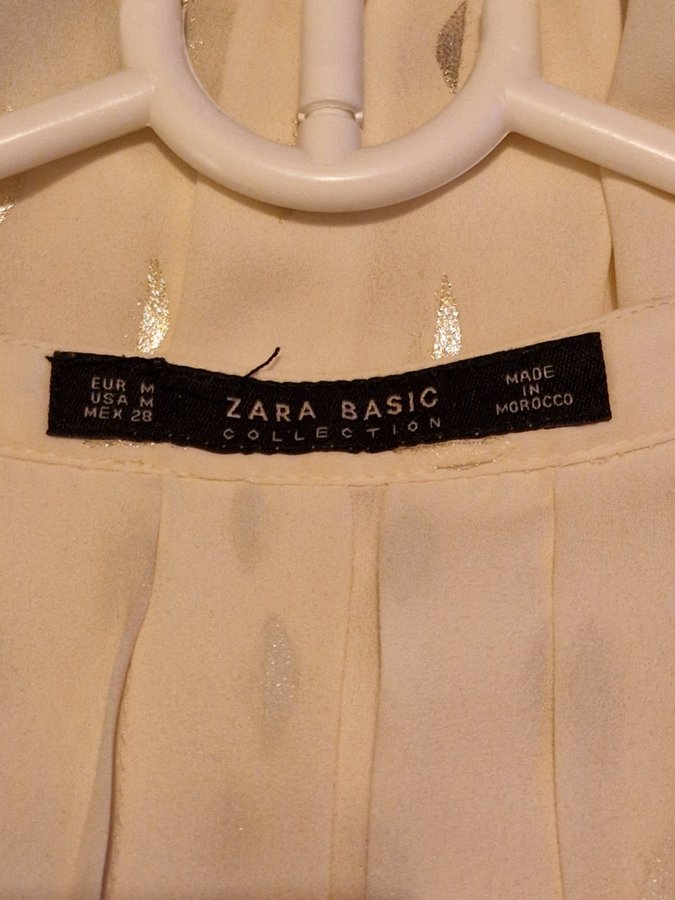 EUR M
USA M
MEX 28
ZARA BASIC
COLLECTION
MADE
IN
MOROCCO